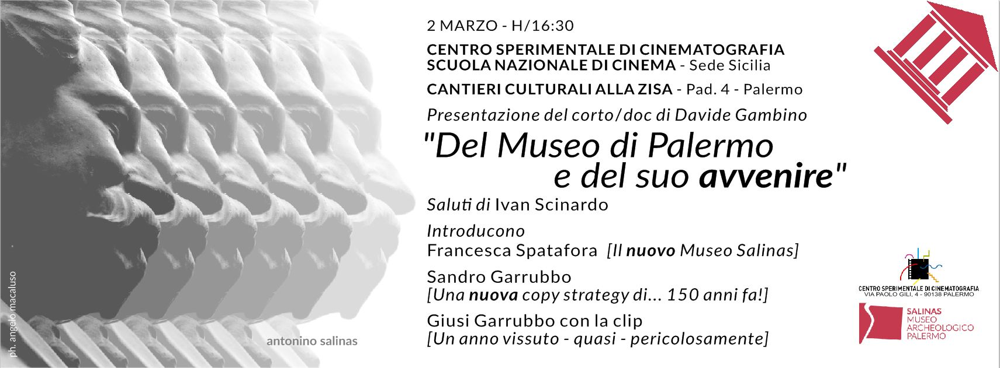 2 MARZO - H/16:30
CENTRO SPERIMENTALE DI CINEMATOGRAFIA
SCUOLA NAZIONALE DI CINEMA - Sede Sicilia
CANTIERI CULTURALI ALLA ZISA - Pad. 4 - Palermo
Presentazione del corto/doc di Davide Gambino
"Del Museo di Palermo
e del suo avvenire"
Saluti di Ivan Scinardo
Introducono
Francesca Spatafora [Il nuovo Museo Salinas]
Sandro Garrubbo
[Una nuova copy strategy di... 150 anni fa!]
Giusi Garrubbo con la clip
[Un anno vissuto - quasi - pericolosamente]
ph. angelo macaluso
antonino salinas
CENTRO SPERIMENTALE DI CINEMATOGRAFIA
VIA PAOLO GILI, 4 - 90138 PALERMO
SALINAS
MUSEO
ARCHEOLOGICO
PALERMO